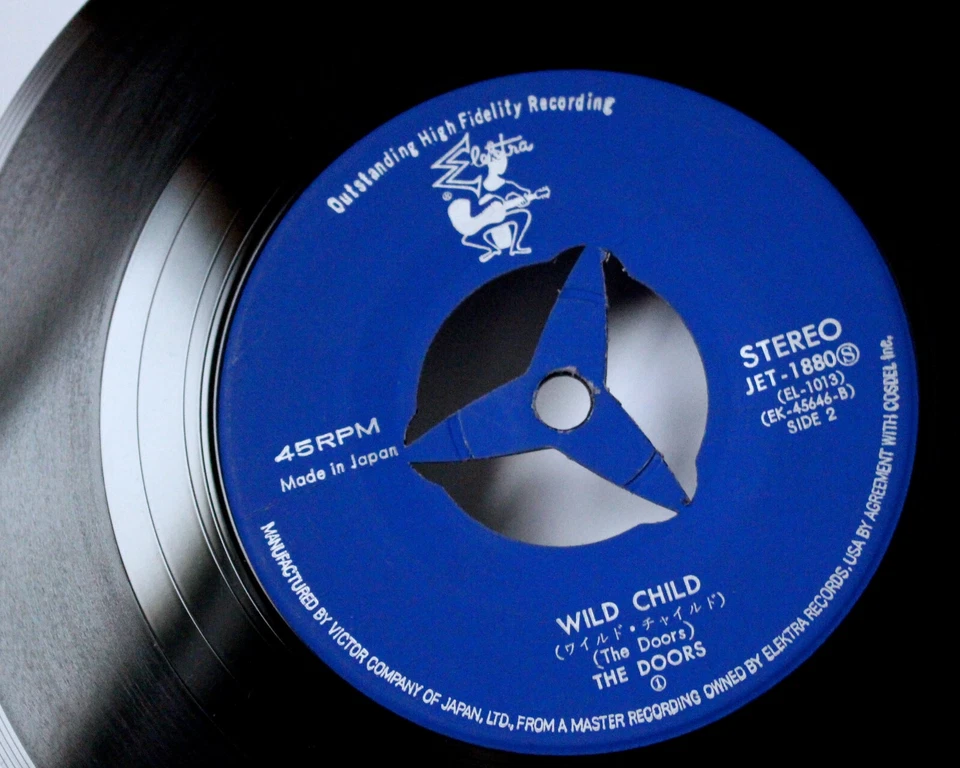 Outstanding High Fidelity Recording
Elektra
®
STEREO
JET-1880Ⓢ
(EL-1013)
(EK-45646-B)
SIDE 2
45RPM
Made in Japan
WILD CHILD
(ワイルド・チャイルド)
(The Doors)
THE DOORS
①
MANUFACTURED BY VICTOR COMPANY OF JAPAN, LTD., FROM A MASTER RECORDING OWNED BY ELEKTRA RECORDS, USA BY AGREEMENT WITH COSDEL Inc.